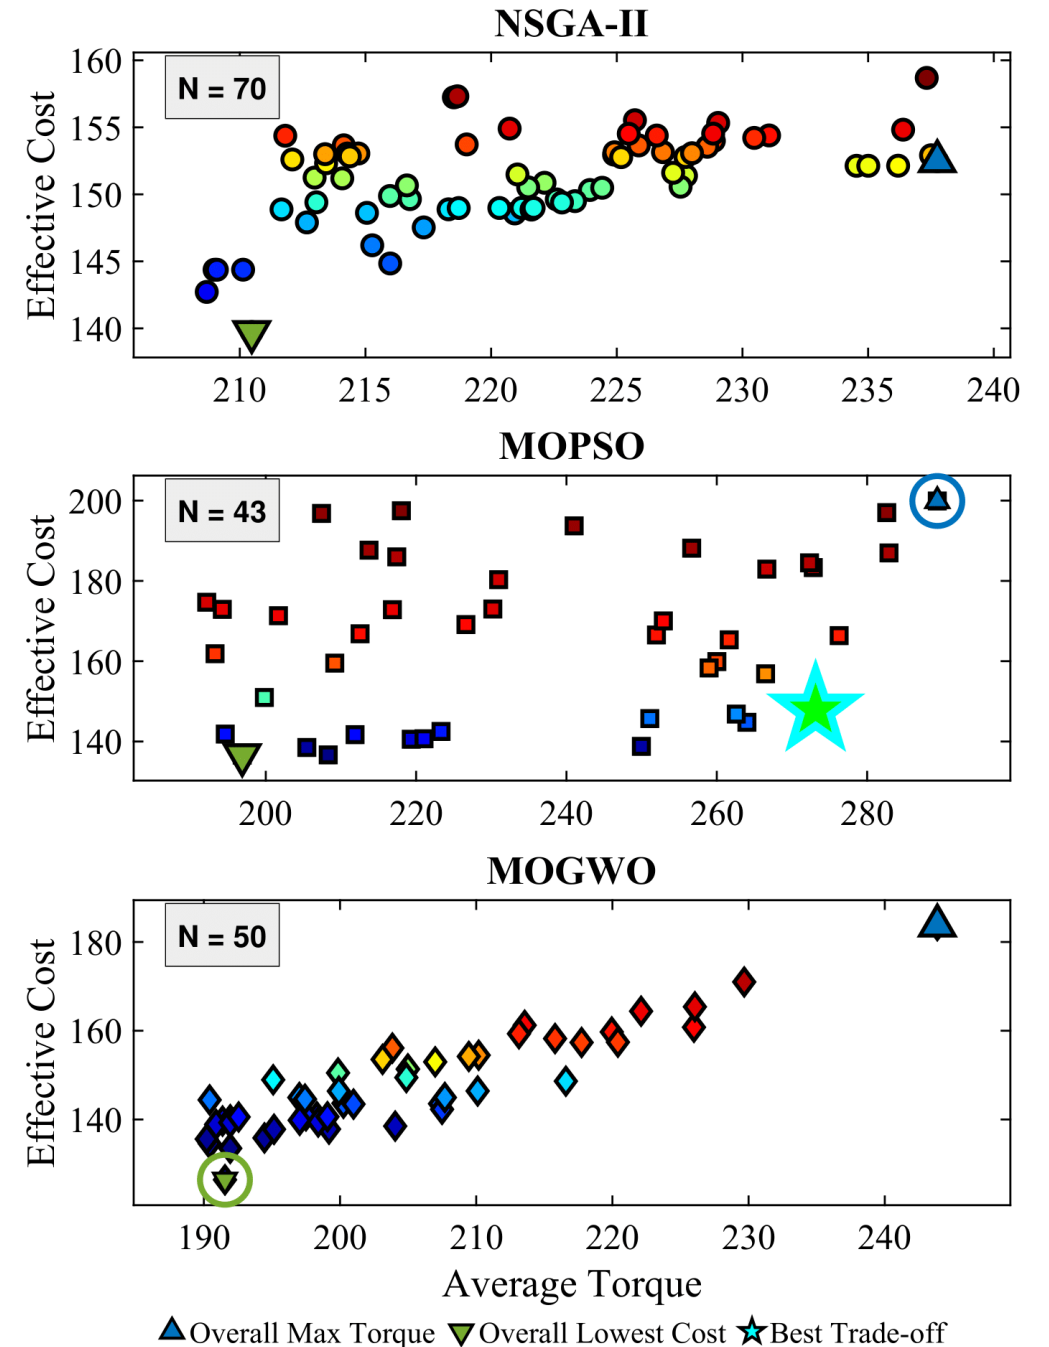 NSGA-II
Effective Cost
160
155
150
145
140
N = 70
210 215 220 225 230 235 240
MOPSO
Effective Cost
200
180
160
140
N = 43
200 220 240 260 280
MOGWO
Effective Cost
180
160
140
N = 50
190 200 210 220 230 240
Average Torque
Overall Max Torque Overall Lowest Cost Best Trade-off